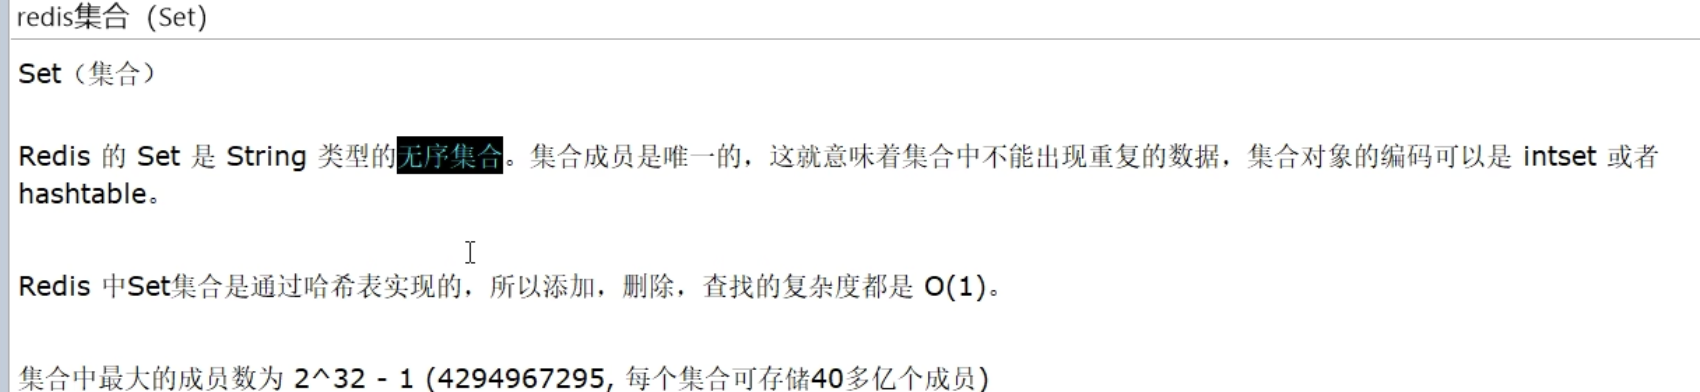 redis集合（Set)
Set（集合）
Redis 的 Set 是 String 类型的无序集合。集合成员是唯一的，这就意味着集合中不能出现重复的数据，集合对象的编码可以是 intset 或者
hashtable。
Redis 中Set集合是通过哈希表实现的，所以添加，删除，查找的复杂度都是 O(1)。
集合中最大的成员数为 2^32 - 1 (4294967295, 每个集合可存储40多亿个成员)